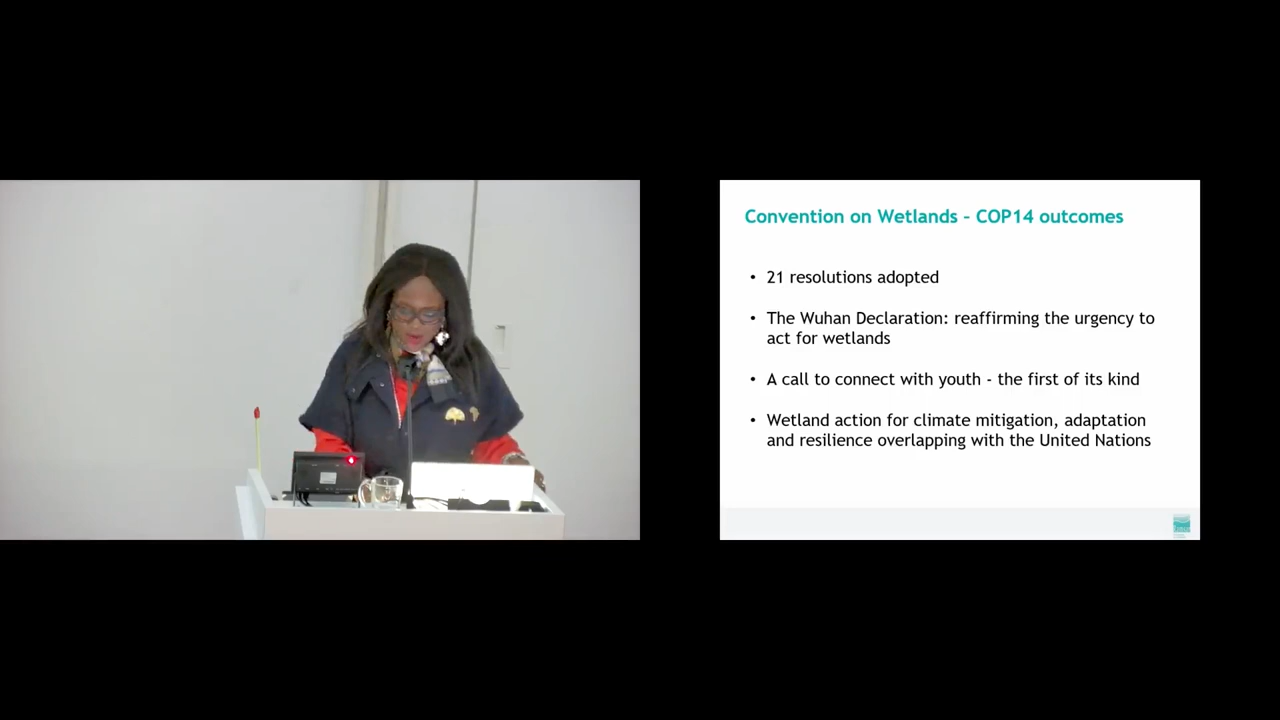 Convention on Wetlands – COP14 outcomes
• 21 resolutions adopted
• The Wuhan Declaration: reaffirming the urgency to
act for wetlands
• A call to connect with youth - the first of its kind
• Wetland action for climate mitigation, adaptation
and resilience overlapping with the United Nations